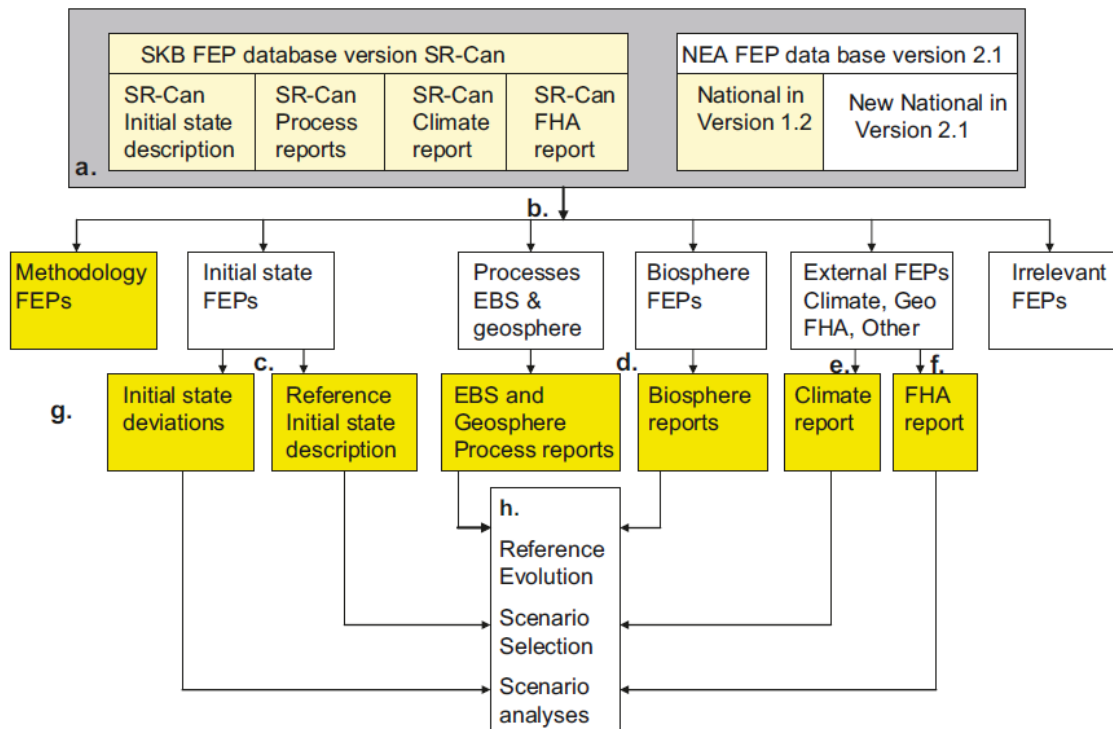 SKB FEP database version SR-Can
NEA FEP data base version 2.1
SR-Can
Initial state
description
SR-Can
Process
reports
SR-Can
Climate
report
SR-Can
FHA
report
National in
Version 1.2
New National in
Version 2.1
a.
b.
Methodology
FEPs
Initial state
FEPs
Processes
EBS &
geosphere
Biosphere
FEPs
External FEPs
Climate, Geo
FHA, Other
Irrelevant
FEPs
c.
d.
e.
f.
g.
Initial state
deviations
Reference
Initial state
description
EBS and
Geosphere
Process reports
Biosphere
reports
Climate
report
FHA
report
h.
Reference
Evolution
Scenario
Selection
Scenario
analyses